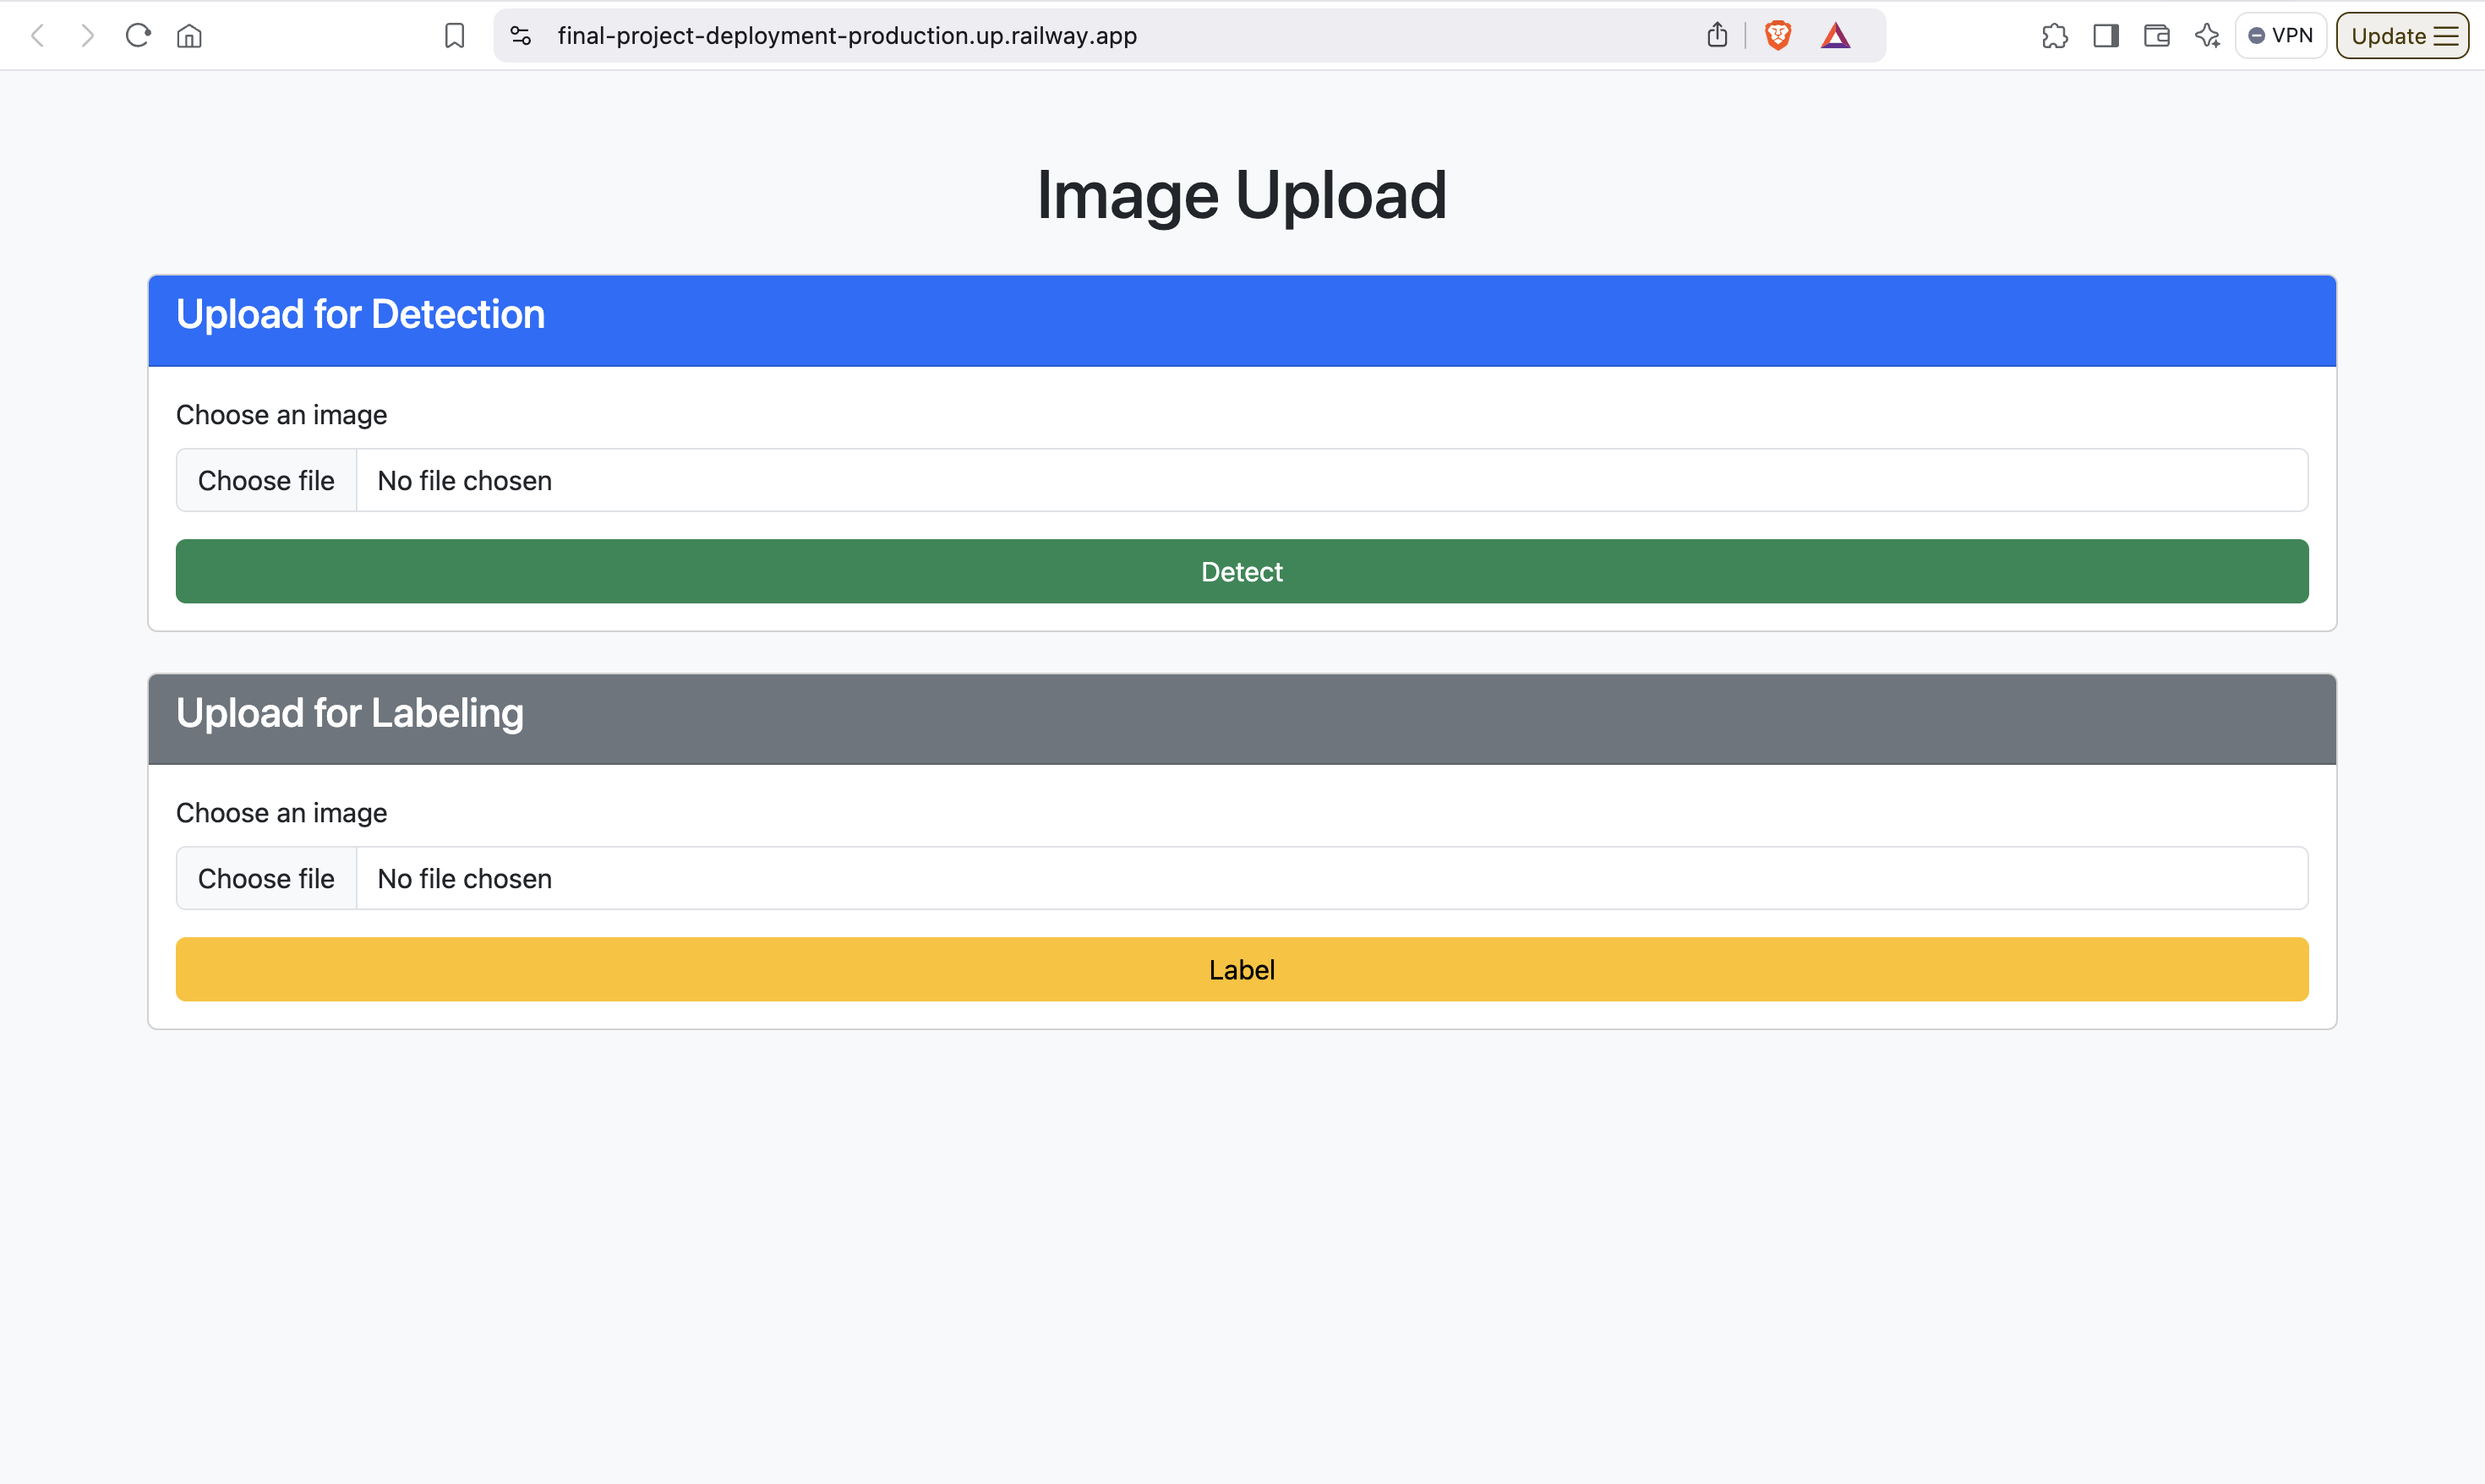 final-project-deployment-production.up.railway.app
VPN
Update
Image Upload
Upload for Detection
Choose an image
Choose file No file chosen
Detect
Upload for Labeling
Choose an image
Choose file No file chosen
Label